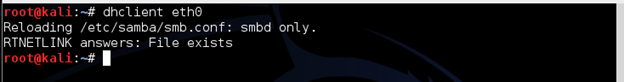 root@kali:~# dhclient eth0
Reloading /etc/samba/smb.conf: smbd only.
RTNETLINK answers: File exists
root@kali:~#